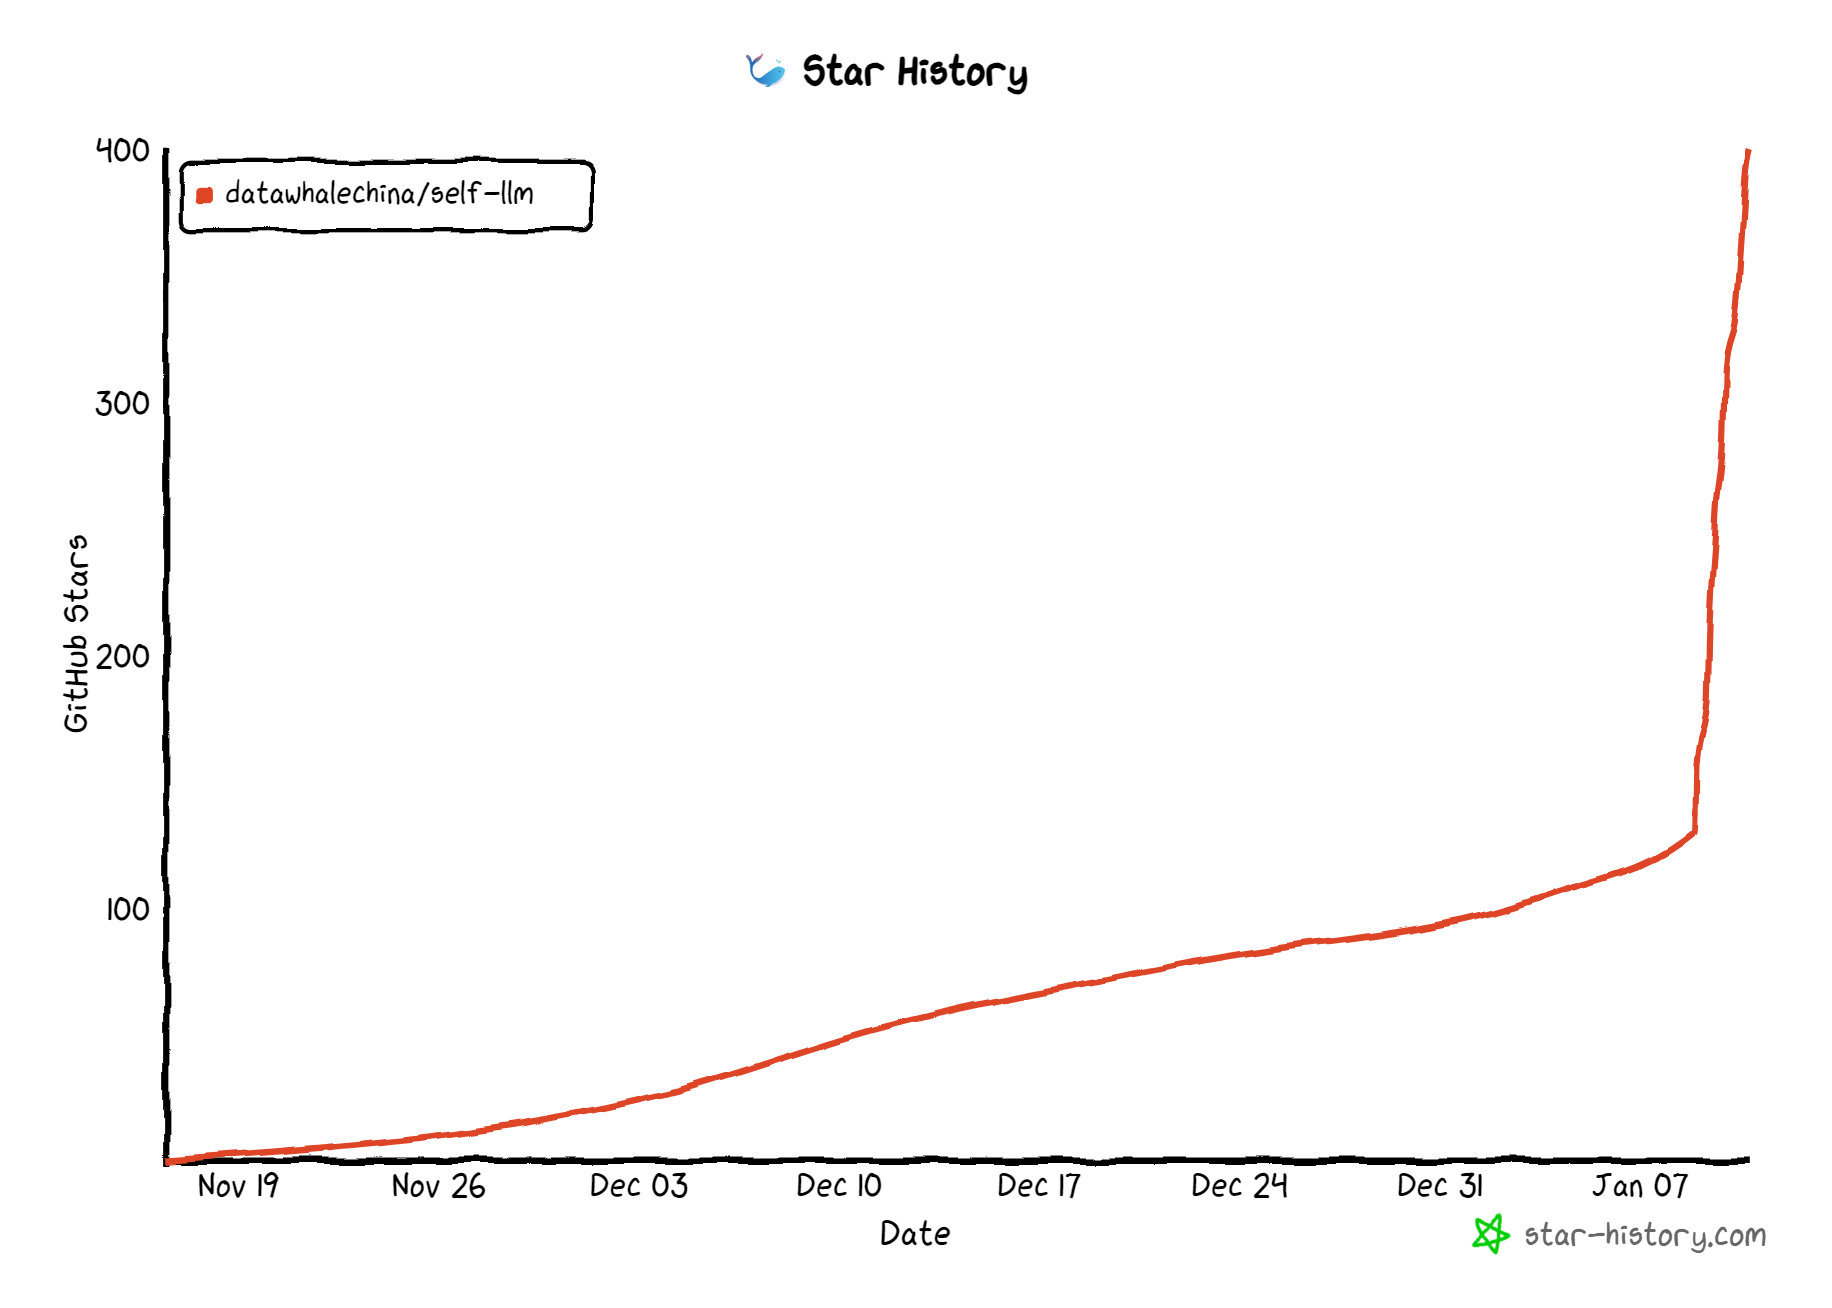 Star History
400
datawhalechina/self-llm
300
GitHub Stars
200
100
Nov 19 Nov 26 Dec 03 Dec 10 Dec 17 Dec 24 Dec 31 Jan 07
Date
star-history.com